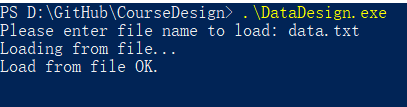 PS D:\GitHub\CourseDesign> .\DataDesign.exe
Please enter file name to load: data.txt
Loading from file...
Load from file OK.